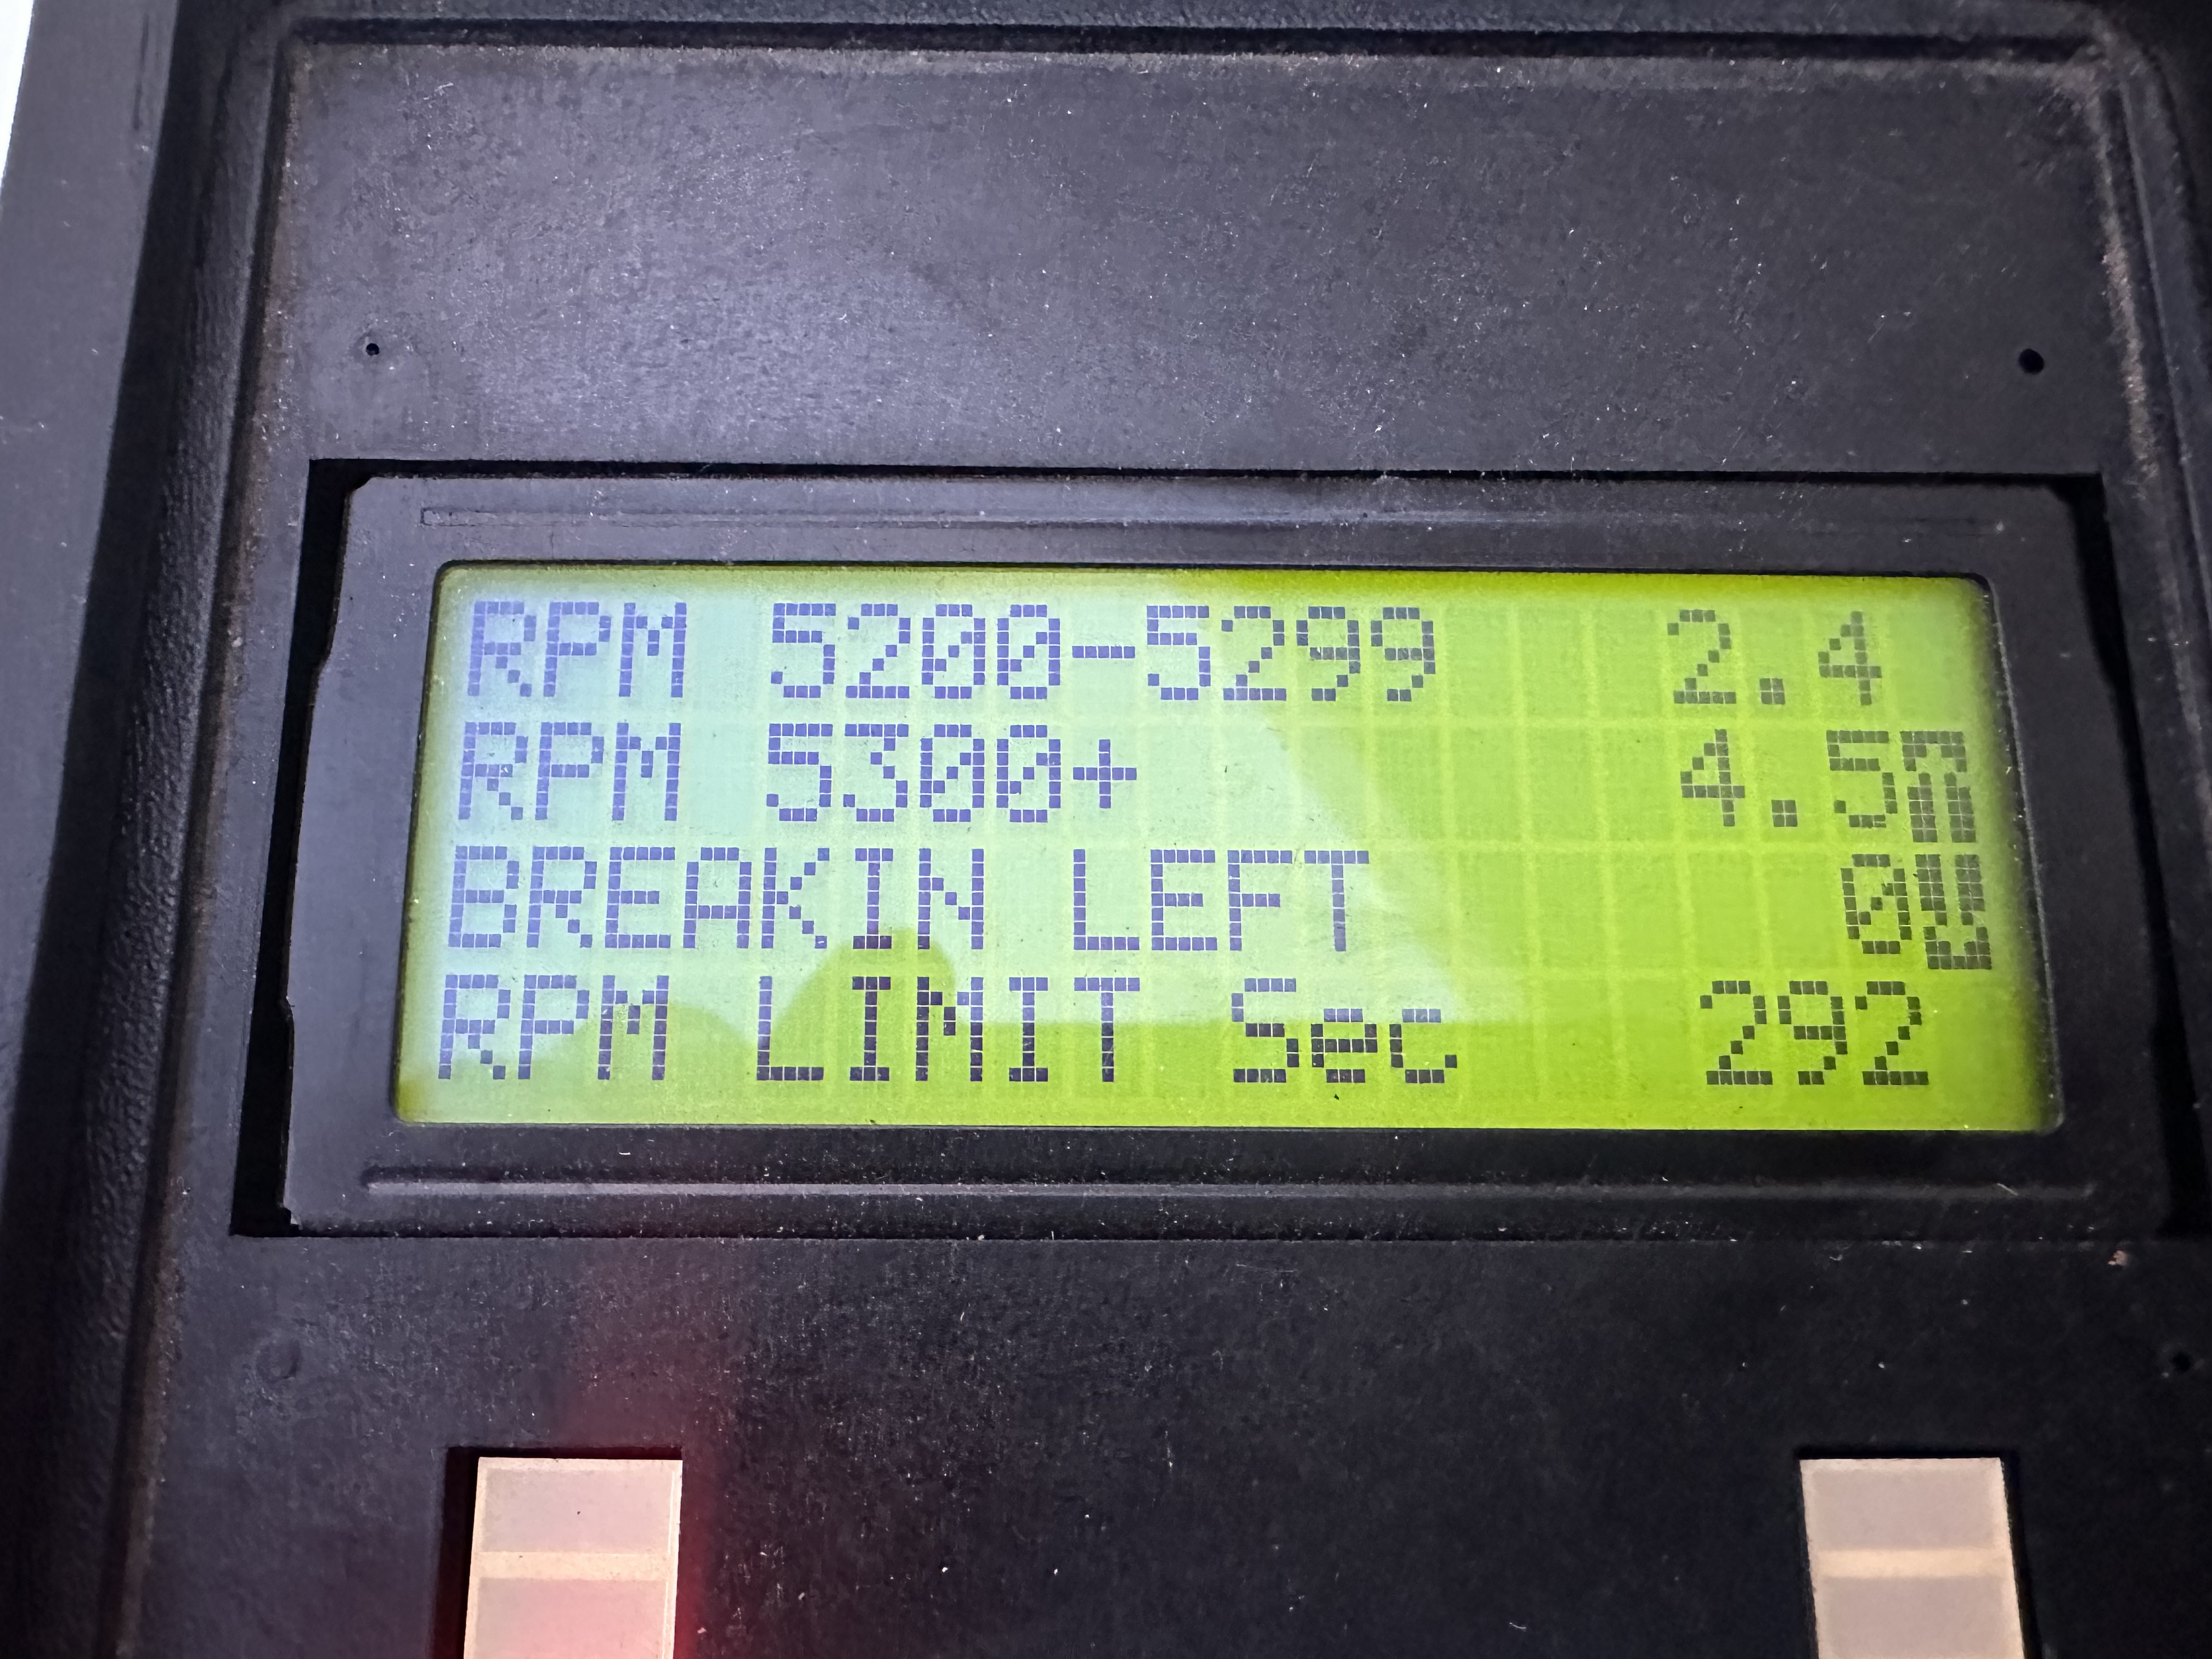 RPM 5200-5299 2.4
RPM 5300+ 4.5
BREAKIN LEFT 0
RPM LIMIT Sec 292